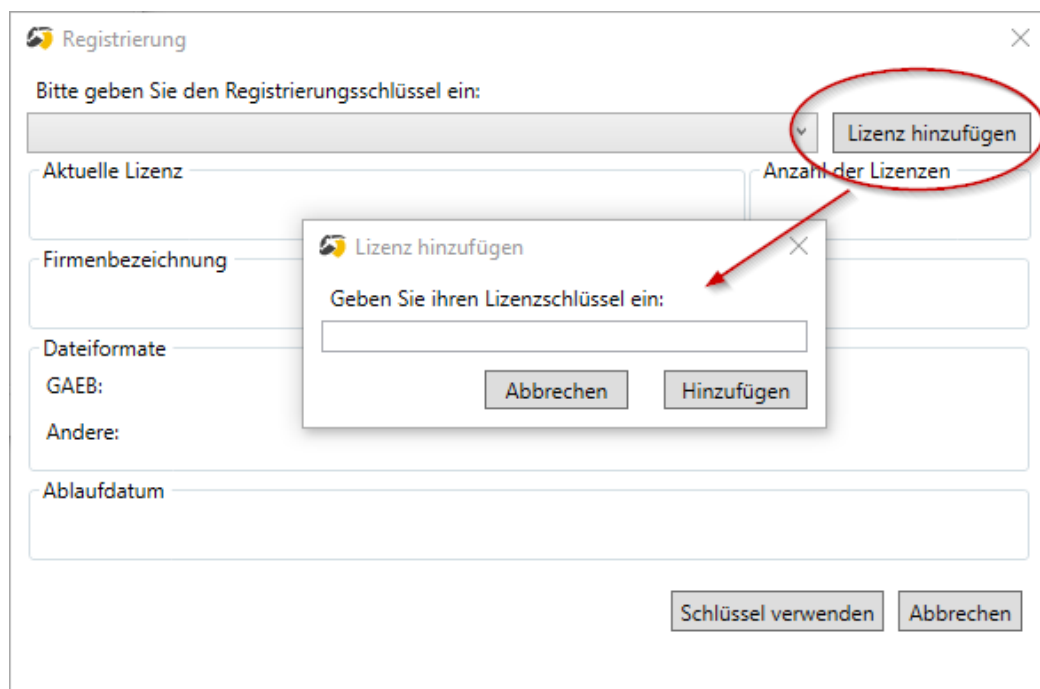 Registrierung
Bitte geben Sie den Registrierungsschlüssel ein:
Lizenz hinzufügen
Aktuelle Lizenz
Anzahl der Lizenzen
Lizenz hinzufügen
Firmenbezeichnung
Geben Sie ihren Lizenzschlüssel ein:
Dateiformate
GAEB:
Abbrechen
Hinzufügen
Andere:
Ablaufdatum
Schlüssel verwenden
Abbrechen